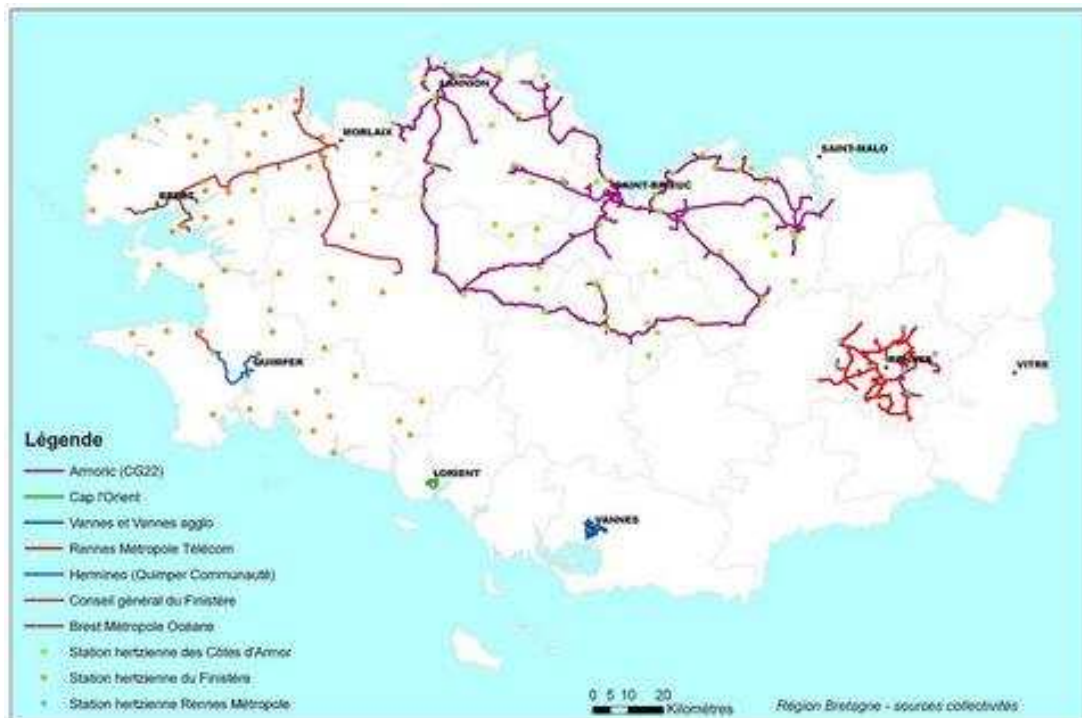 LANNION
MORLAIX
SAINT-MALO
SAINT-BRIEUC
BREST
RENNES
VITRE
QUIMPER
Légende
Armoric (CG22)
LORIENT
Cap l'Orient
Vannes et Vannes agglo
VANNES
Rennes Métropole Télécom
Hermineo (Quimper Communauté)
Conseil général du Finistère
Brest Métropole Océane
Station hertzienne des Côtes d'Armor
Station hertzienne du Finistère
Station hertzienne Rennes Métropole
0 5 10 20
Kilomètres
Région Bretagne - sources collectivités